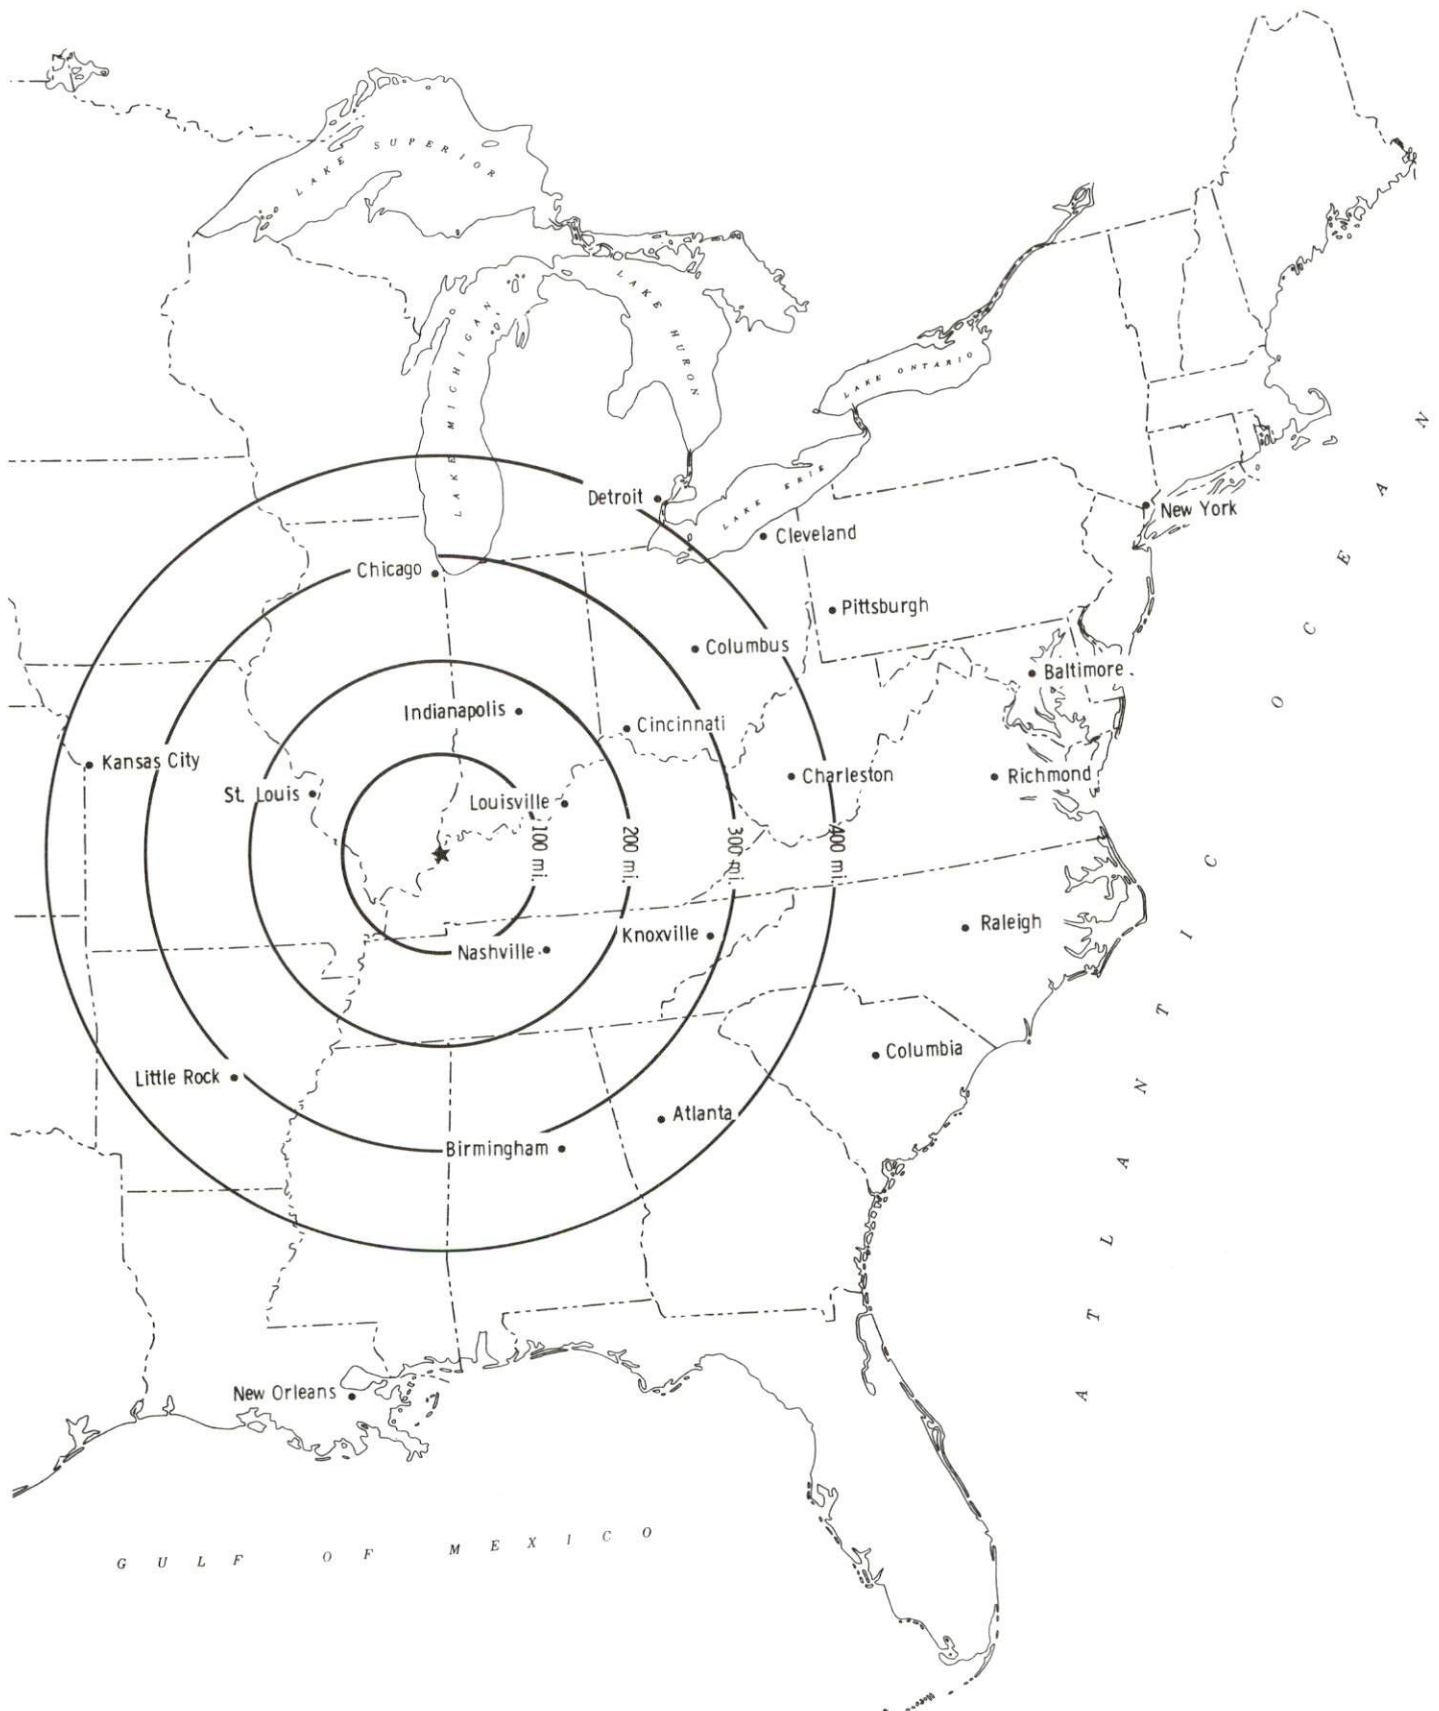 LAKE SUPERIOR
LAKE MICHIGAN
LAKE HURON
LAKE ONTARIO
LAKE ERIE
Detroit
New York
Cleveland
Chicago
Pittsburgh
Columbus
Baltimore
Indianapolis
Cincinnati
Kansas City
Charleston
Richmond
St. Louis
Louisville
100 mi.
200 mi.
300 mi.
400 mi.
Raleigh
Knoxville
Nashville
Columbia
Little Rock
Atlanta
Birmingham
New Orleans
ATLANTIC OCEAN
GULF OF MEXICO